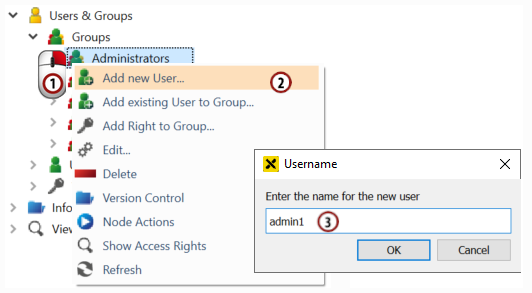 Users & Groups
Groups
Administrators
1
Add new User...
2
Add existing User to Group...
Add Right to Group...
Edit...
Delete
Version Control
Node Actions
Show Access Rights
Refresh
U
Info
View
Username
Enter the name for the new user
admin1
3
OK
Cancel